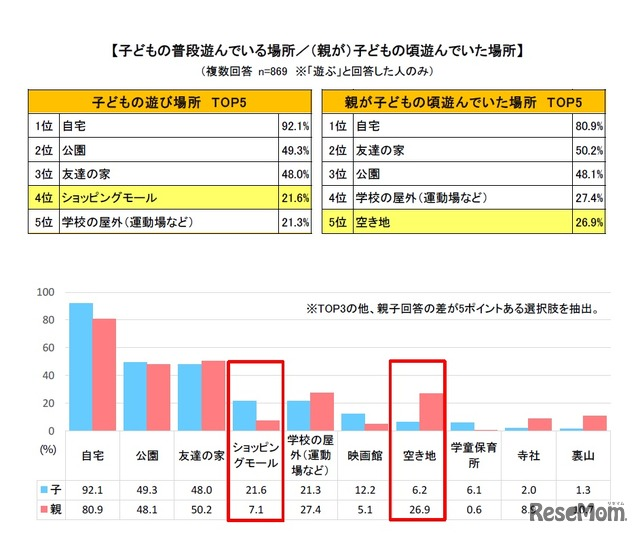 【子どもの普段遊んでいる場所／（親が）子どもの頃遊んでいた場所】
（複数回答 n=869 ※「遊ぶ」と回答した人のみ）
子どもの遊び場所 TOP5
1位 自宅 92.1%
2位 公園 49.3%
3位 友達の家 48.0%
4位 ショッピングモール 21.6%
5位 学校の屋外（運動場など） 21.3%
親が子どもの頃遊んでいた場所 TOP5
1位 自宅 80.9%
2位 友達の家 50.2%
3位 公園 48.1%
4位 学校の屋外（運動場など） 27.4%
5位 空き地 26.9%
※TOP3の他、親子回答の差が5ポイントある選択肢を抽出。
100
80
60
40
20
0
(%)
自宅 公園 友達の家 ショッピングモール 学校の屋外（運動場など） 映画館 空き地 学童保育所 寺社 裏山
子 92.1 49.3 48.0 21.6 21.3 12.2 6.2 6.1 2.0 1.3
親 80.9 48.1 50.2 7.1 27.4 5.1 26.9 0.6 8.9 10.7
リセマム
ReseMom